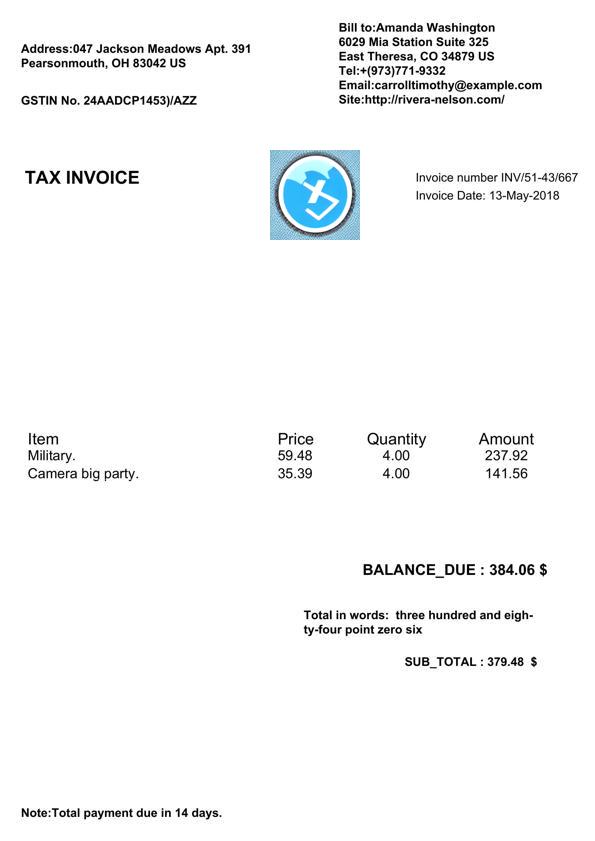 Address:047 Jackson Meadows Apt. 391
Pearsonmouth, OH 83042 US
GSTIN No. 24AADCP1453)/AZZ
Bill to:Amanda Washington
6029 Mia Station Suite 325
East Theresa, CO 34879 US
Tel:+(973)771-9332
Email:carrolltimothy@example.com
Site:http://rivera-nelson.com/
TAX INVOICE
Invoice number INV/51-43/667
Invoice Date: 13-May-2018
Item Price Quantity Amount
Military. 59.48 4.00 237.92
Camera big party. 35.39 4.00 141.56
BALANCE_DUE : 384.06 $
Total in words:  three hundred and eigh-
ty-four point zero six
SUB_TOTAL : 379.48  $
Note:Total payment due in 14 days.